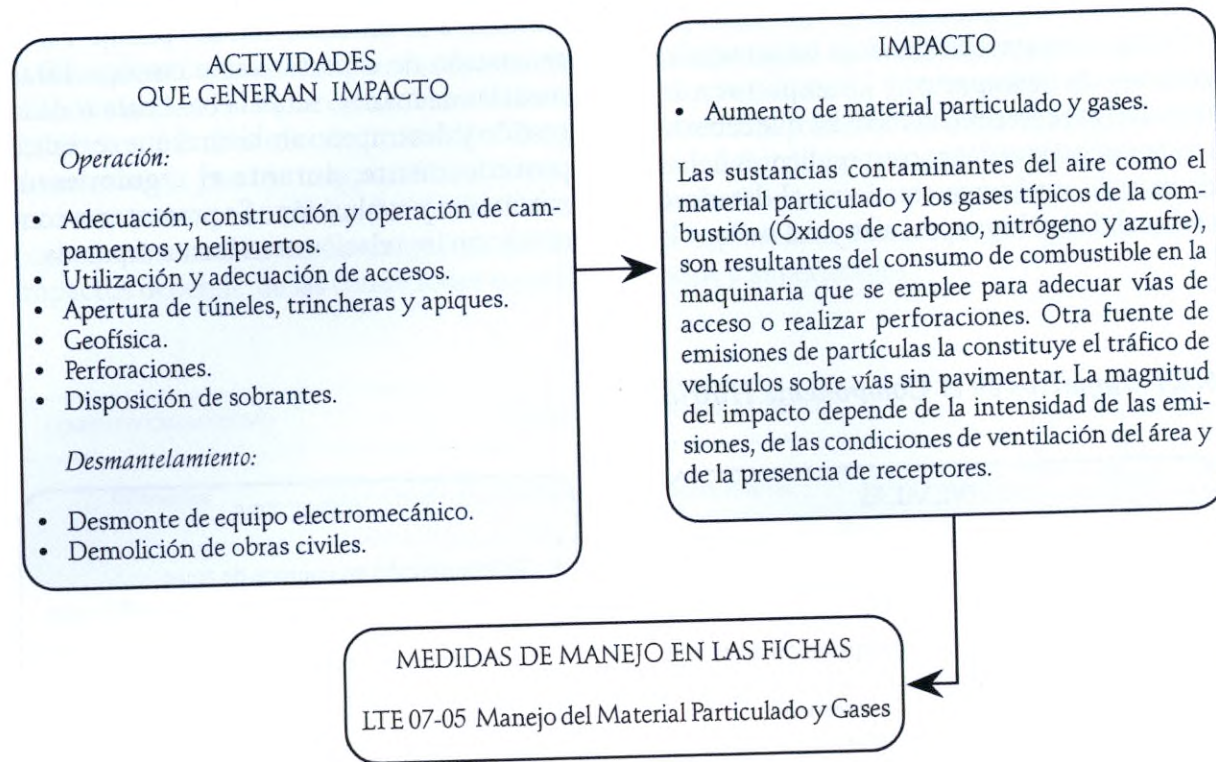 ACTIVIDADES
QUE GENERAN IMPACTO
Operación:
• Adecuación, construcción y operación de cam-
pamentos y helipuertos.
• Utilización y adecuación de accesos.
• Apertura de túneles, trincheras y apiques.
• Geofísica.
• Perforaciones.
• Disposición de sobrantes.
Desmantelamiento:
• Desmonte de equipo electromecánico.
• Demolición de obras civiles.
IMPACTO
• Aumento de material particulado y gases.
Las sustancias contaminantes del aire como el
material particulado y los gases típicos de la com-
bustión (Óxidos de carbono, nitrógeno y azufre),
son resultantes del consumo de combustible en la
maquinaria que se emplee para adecuar vías de
acceso o realizar perforaciones. Otra fuente de
emisiones de partículas la constituye el tráfico de
vehículos sobre vías sin pavimentar. La magnitud
del impacto depende de la intensidad de las emi-
siones, de las condiciones de ventilación del área y
de la presencia de receptores.
MEDIDAS DE MANEJO EN LAS FICHAS
LTE 07-05 Manejo del Material Particulado y Gases